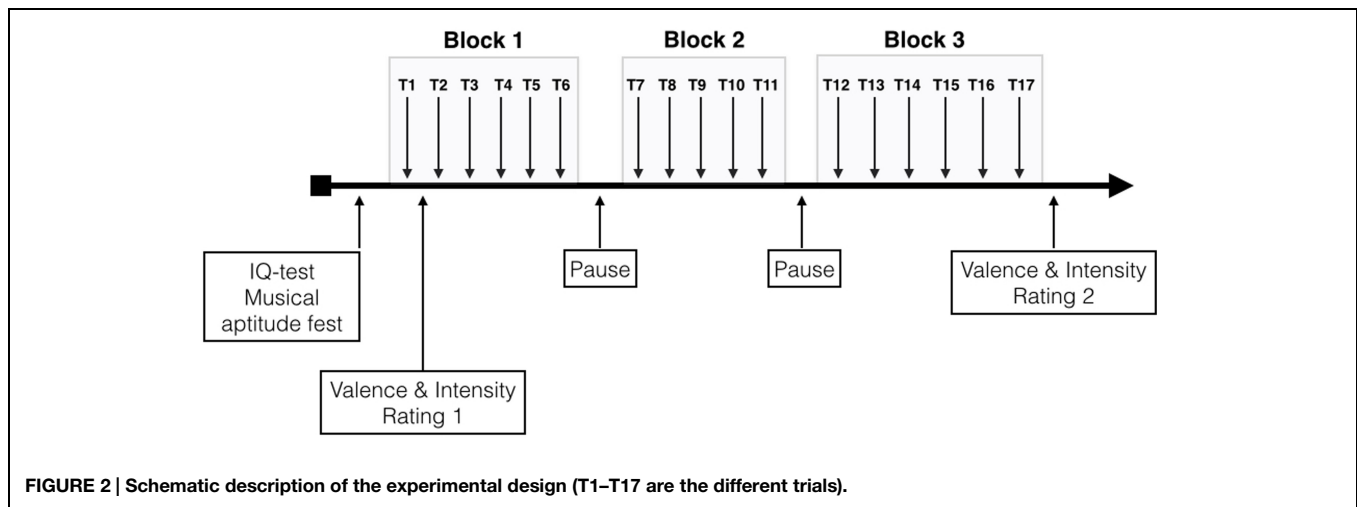 Block 1 Block 2 Block 3
T1 T2 T3 T4 T5 T6 T7 T8 T9 T10 T11 T12 T13 T14 T15 T16 T17
IQ-test
Musical
aptitude fest
Valence & Intensity
Rating 1
Pause
Pause
Valence & Intensity
Rating 2
FIGURE 2 | Schematic description of the experimental design (T1–T17 are the different trials).